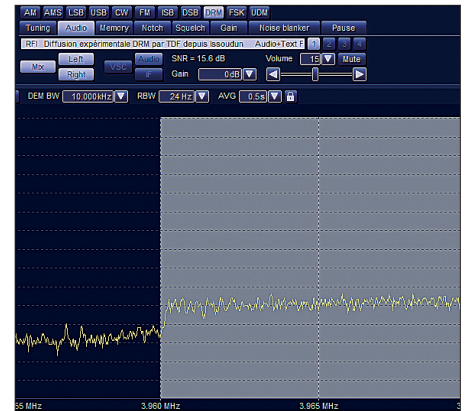 AM AMS LSB USB CW FM ISB DSB DRM FSK UDM
Tuning Audio Memory Notch Squelch Gain Noise blanker Pause
RFI Diffusion expérimentale DRM par TDF depuis Issoudun Audio+Text F 1 2 3 4
Mix Left Right VSC Audio IF SNR = 15.6 dB Volume 15 Mute
Gain 0dB
DEM BW 10.000kHz RBW 24 Hz AVG 0.5s
55 MHz 3.960 MHz 3.965 MHz 3